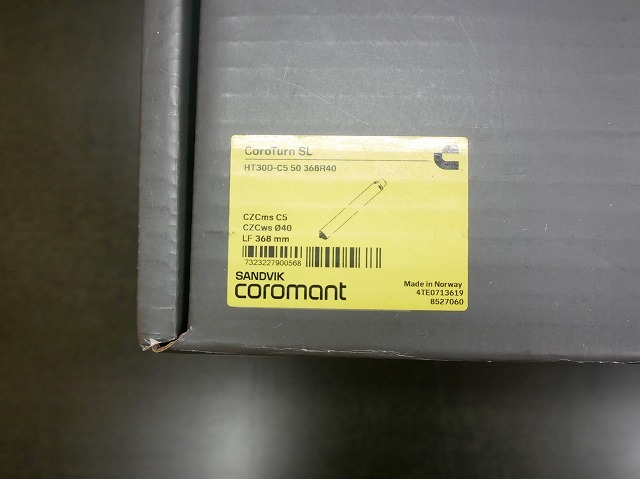 CoroTurn SL
HT30D-C5 50 368R40
CZCms C5
CZCws Ø40
LF 368 mm
7323227900568
SANDVIK
coromant
Made in Norway
4TE0713619
8527060